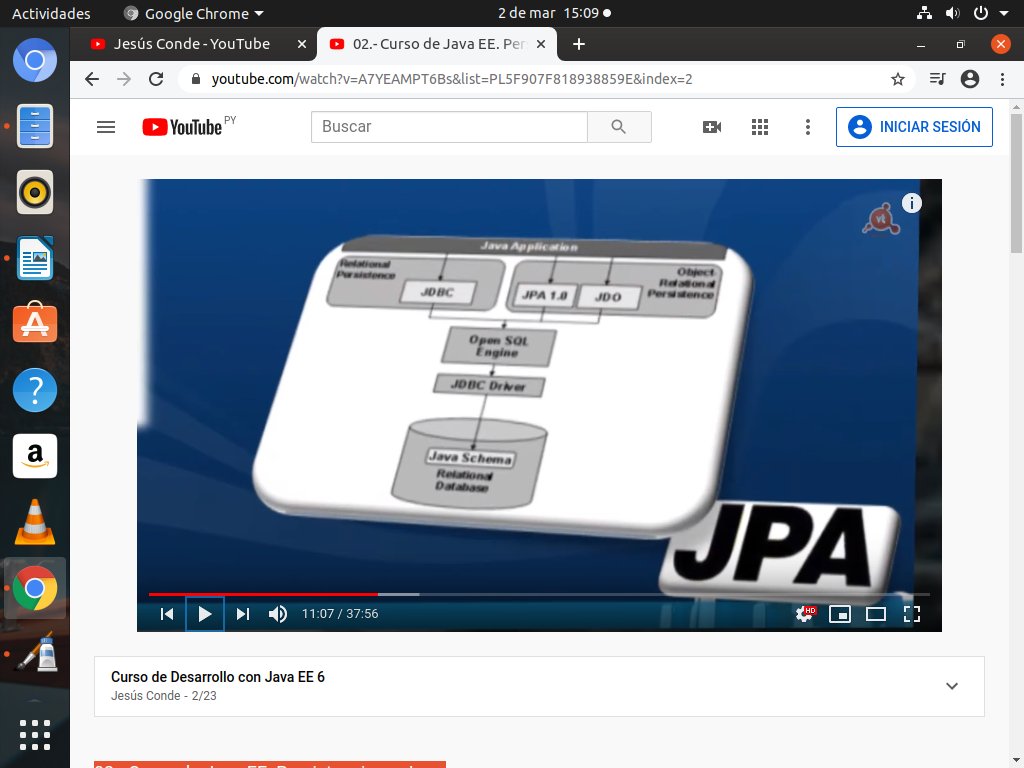 Actividades
Google Chrome
2 de mar 15:09
Jesús Conde - YouTube
02.- Curso de Java EE. Per
youtube.com/watch?v=A7YEAMPT6Bs&list=PL5F907F818938859E&index=2
YouTube PY
Buscar
INICIAR SESIÓN
vt
Java Application
Relational
Persistence
Object
Relational
Persistence
JDBC
JPA 1.0
JDO
Open SQL
Engine
JDBC Driver
Java Schema
Relational
Database
JPA
11:07 / 37:56
HD
Curso de Desarrollo con Java EE 6
Jesús Conde - 2/23